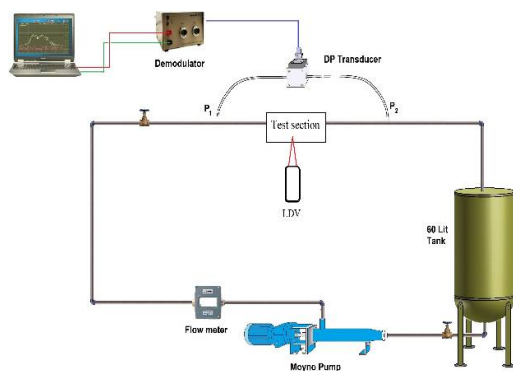 Demodulator
DP Transducer
P1
P2
Test section
LDV
60 Lit
Tank
Flow meter
Moyno Pump